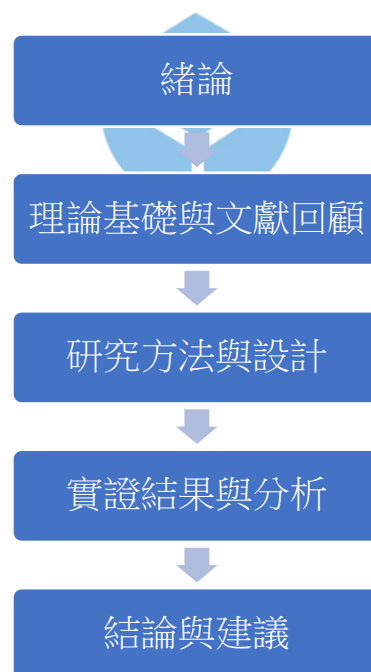 緒論
理論基礎與文獻回顧
研究方法與設計
實證結果與分析
結論與建議